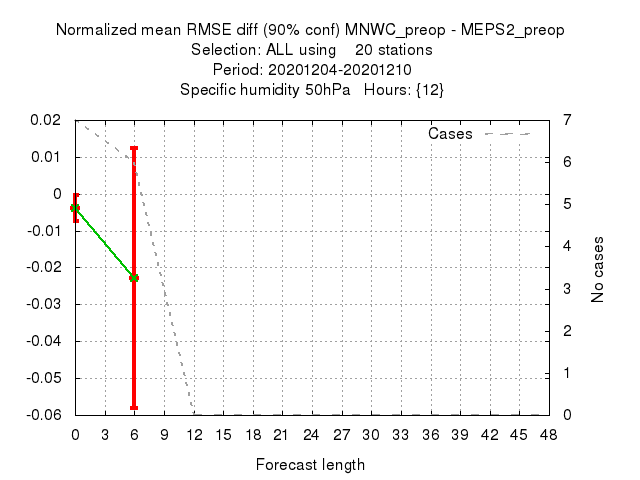 Normalized mean RMSE diff (90% conf) MNWC_preop - MEPS2_preop
Selection: ALL using 20 stations
Period: 20201204-20201210
Specific humidity 50hPa Hours: {12}
Cases
0.02
0.01
0
-0.01
-0.02
-0.03
-0.04
-0.05
-0.06
7
6
5
4
3
2
1
0
No cases
0 3 6 9 12 15 18 21 24 27 30 33 36 39 42 45 48
Forecast length